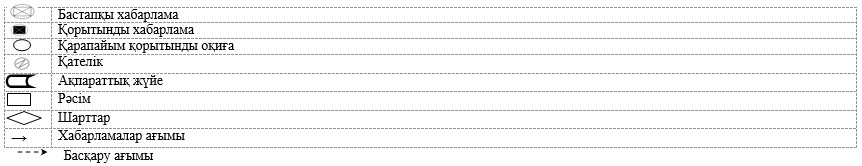 Бастапқы хабарлама
Қорытынды хабарлама
Қарапайым қорытынды оқиға
Қателік
Ақпараттық жүйе
Рәсім
Шарттар
Хабарламалар ағымы
Басқару ағымы